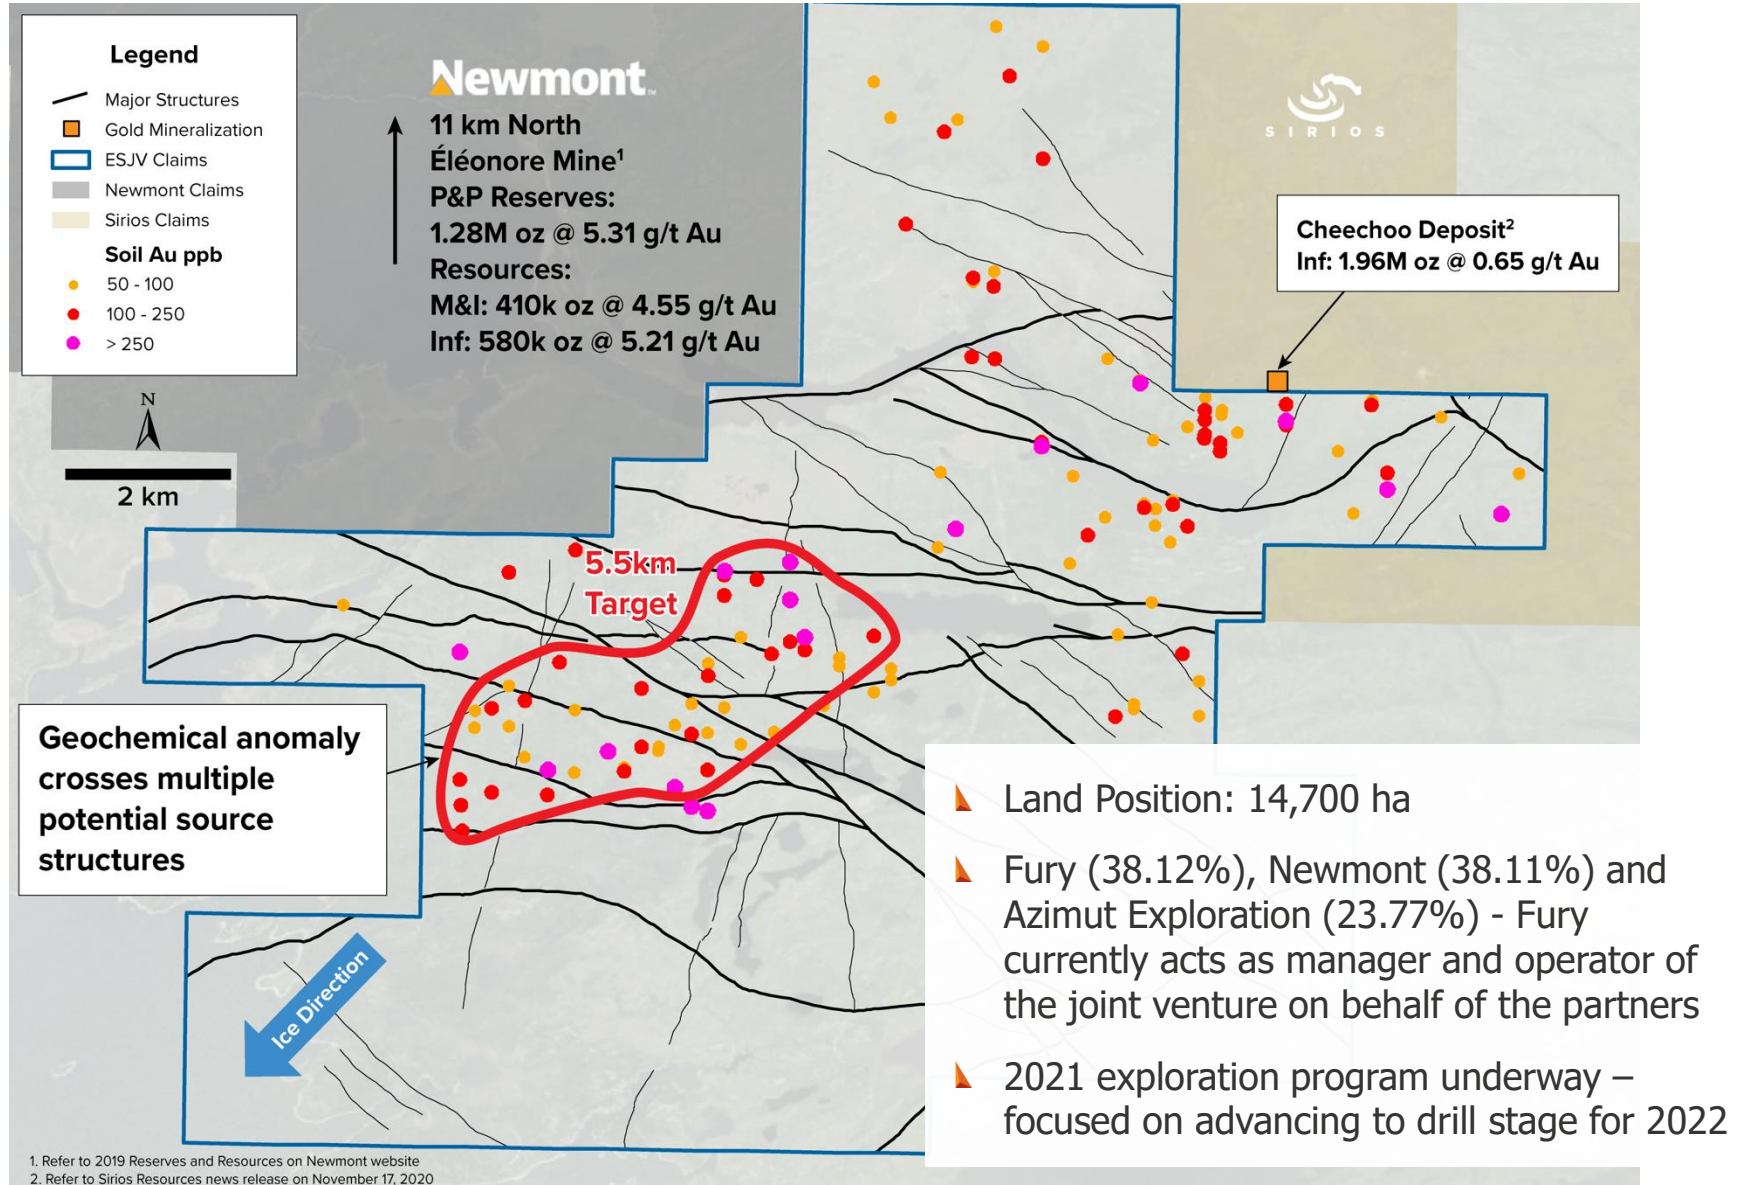 Legend
Major Structures
Gold Mineralization
ESJV Claims
Newmont Claims
Sirios Claims
Soil Au ppb
50 - 100
100 - 250
> 250
Newmont™
11 km North
Éléonore Mine¹
P&P Reserves:
1.28M oz @ 5.31 g/t Au
Resources:
M&I: 410k oz @ 4.55 g/t Au
Inf: 580k oz @ 5.21 g/t Au
SIRIOS
Cheechoo Deposit²
Inf: 1.96M oz @ 0.65 g/t Au
N
2 km
5.5km
Target
Geochemical anomaly
crosses multiple
potential source
structures
Ice Direction
Land Position: 14,700 ha
Fury (38.12%), Newmont (38.11%) and
Azimut Exploration (23.77%) - Fury
currently acts as manager and operator of
the joint venture on behalf of the partners
2021 exploration program underway –
focused on advancing to drill stage for 2022
1. Refer to 2019 Reserves and Resources on Newmont website
2. Refer to Sirios Resources news release on November 17, 2020